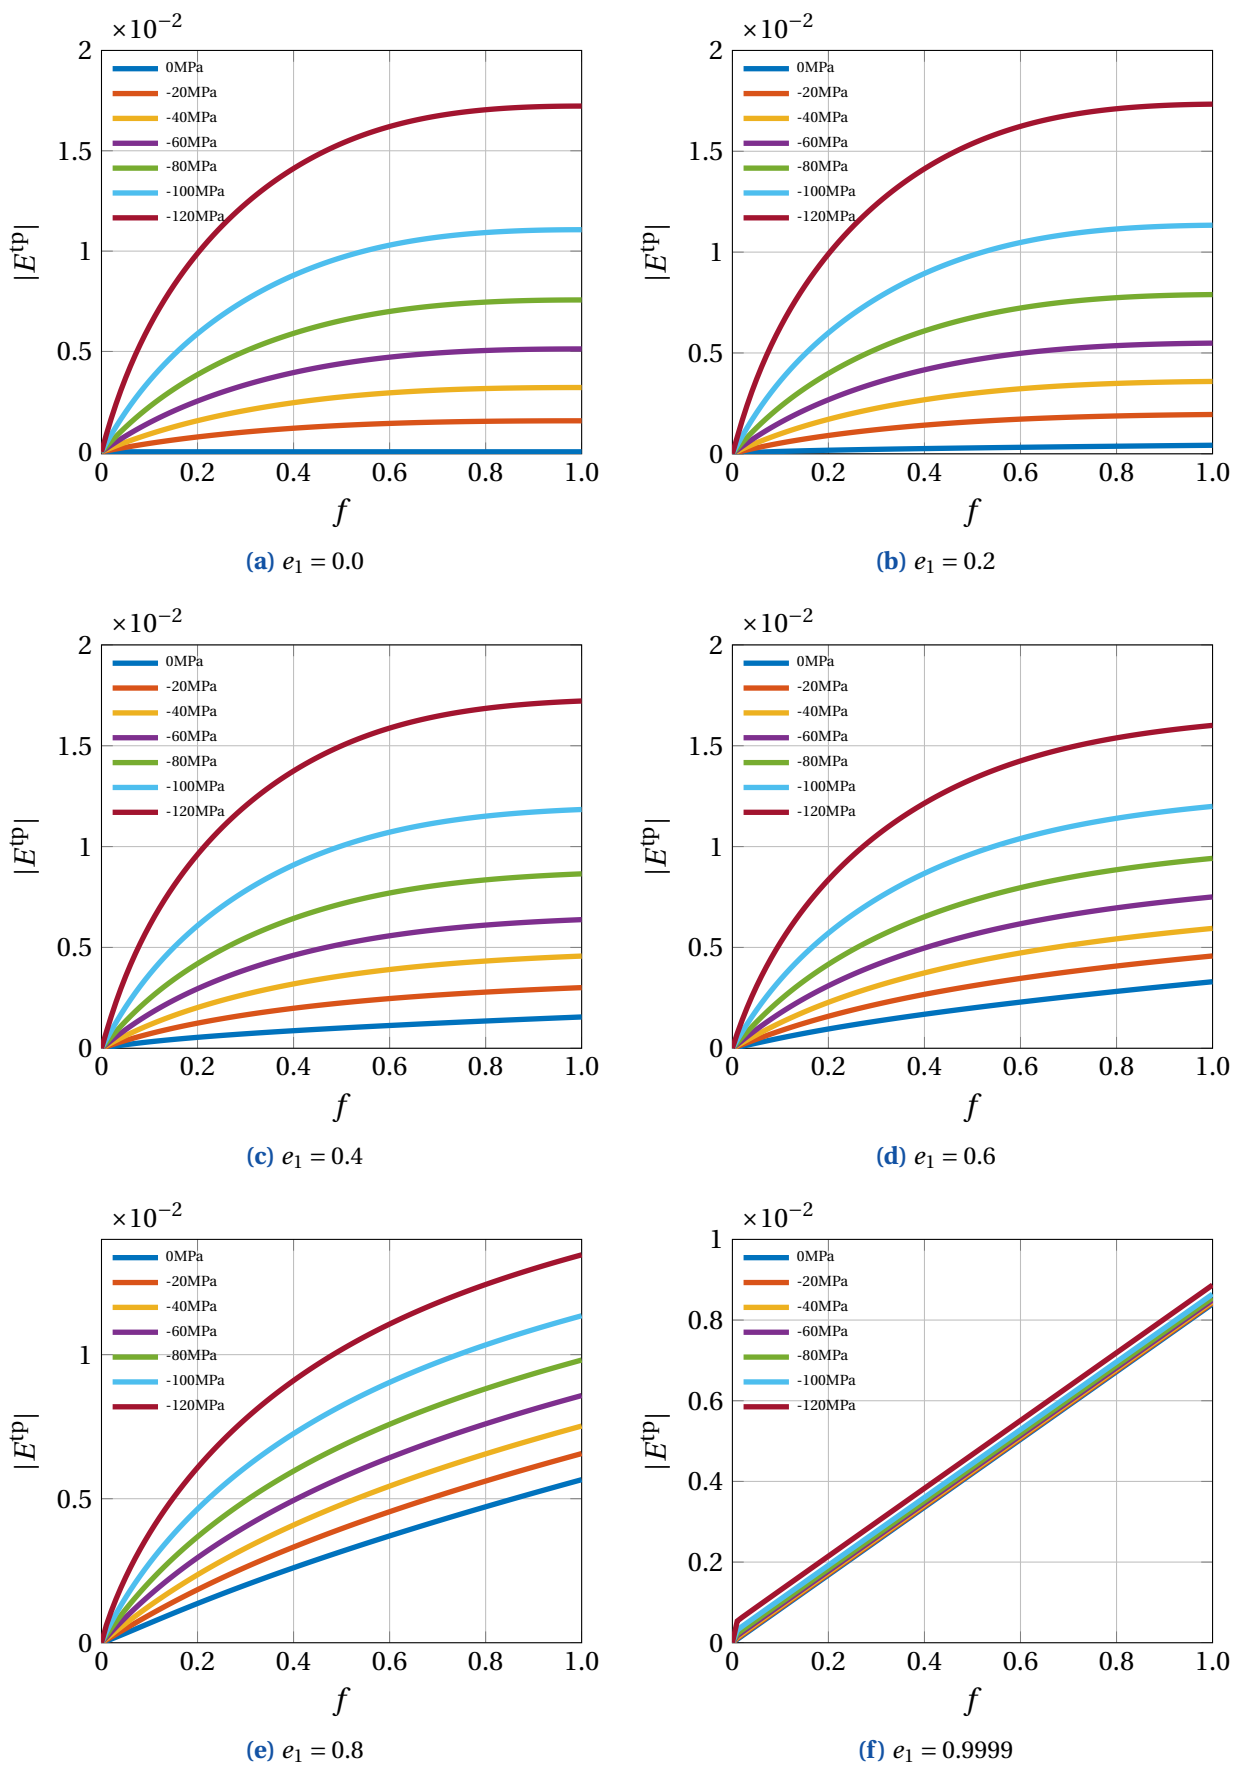 ×10⁻²
2
1.5
1
0.5
0
0MPa
-20MPa
-40MPa
-60MPa
-80MPa
-100MPa
-120MPa
|Eᵗᵖ|
0 0.2 0.4 0.6 0.8 1.0
f
(a) e₁ = 0.0
×10⁻²
2
1.5
1
0.5
0
0MPa
-20MPa
-40MPa
-60MPa
-80MPa
-100MPa
-120MPa
|Eᵗᵖ|
0 0.2 0.4 0.6 0.8 1.0
f
(b) e₁ = 0.2
×10⁻²
2
1.5
1
0.5
0
0MPa
-20MPa
-40MPa
-60MPa
-80MPa
-100MPa
-120MPa
|Eᵗᵖ|
0 0.2 0.4 0.6 0.8 1.0
f
(c) e₁ = 0.4
×10⁻²
2
1.5
1
0.5
0
0MPa
-20MPa
-40MPa
-60MPa
-80MPa
-100MPa
-120MPa
|Eᵗᵖ|
0 0.2 0.4 0.6 0.8 1.0
f
(d) e₁ = 0.6
×10⁻²
1
0.5
0
0MPa
-20MPa
-40MPa
-60MPa
-80MPa
-100MPa
-120MPa
|Eᵗᵖ|
0 0.2 0.4 0.6 0.8 1.0
f
(e) e₁ = 0.8
×10⁻²
1
0.8
0.6
0.4
0.2
0
0MPa
-20MPa
-40MPa
-60MPa
-80MPa
-100MPa
-120MPa
|Eᵗᵖ|
0 0.2 0.4 0.6 0.8 1.0
f
(f) e₁ = 0.9999